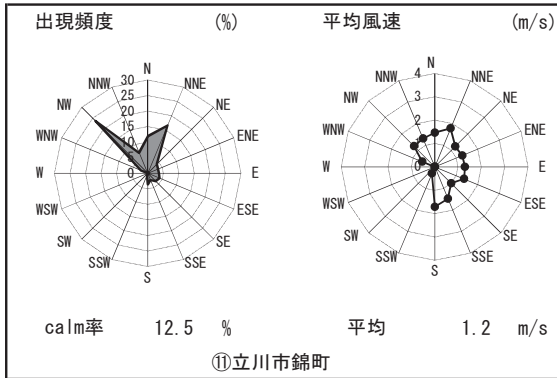 出現頻度 (%)
N
NNE
NE
ENE
E
ESE
SE
SSE
S
SSW
SW
WSW
W
WNW
NW
NNW
30
25
20
15
10
5
0
calm率 12.5 %
平均風速 (m/s)
N
NNE
NE
ENE
E
ESE
SE
SSE
S
SSW
SW
WSW
W
WNW
NW
NNW
4
3
2
1
0
平均 1.2 m/s
⑪立川市錦町